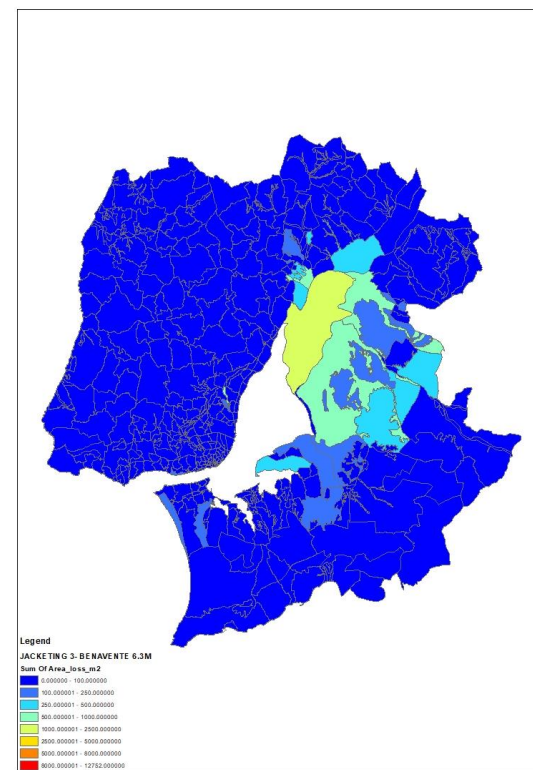 Legend
JACKETING 3- BENAVENTE 6.3M
Sum Of Area_loss_m2
0.000000 - 100.000000
100.000001 - 250.000000
250.000001 - 500.000000
500.000001 - 1000.000000
1000.000001 - 2500.000000
2500.000001 - 5000.000000
5000.000001 - 8000.000000
8000.000001 - 12752.000000